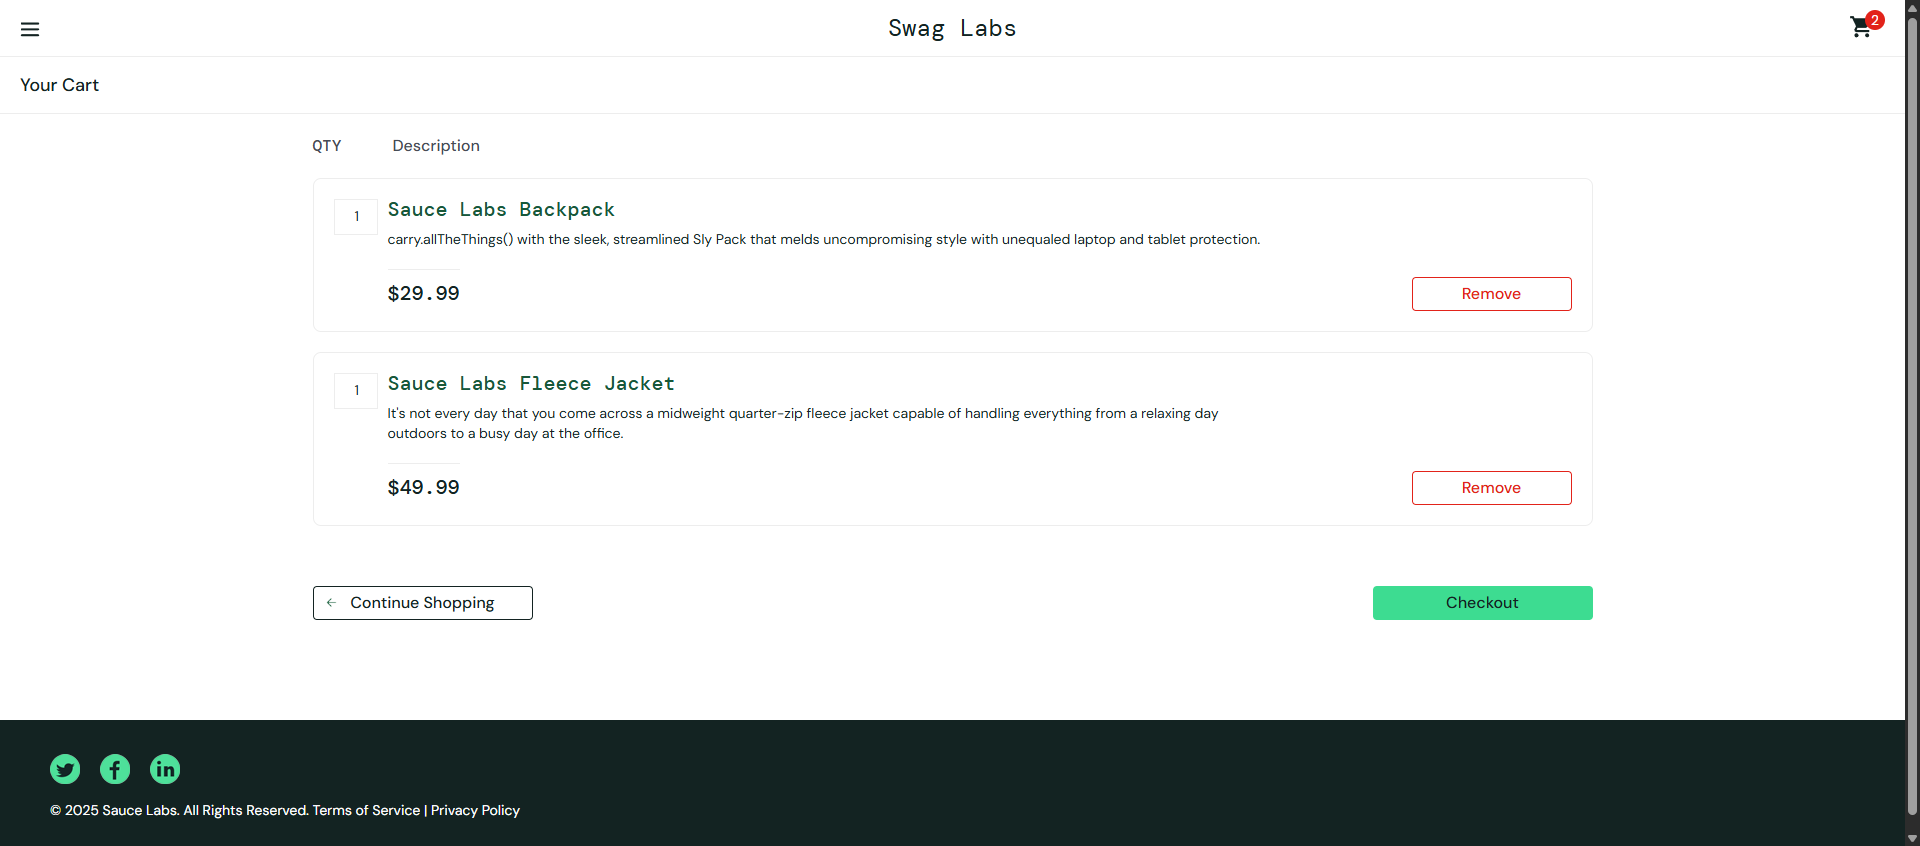 Swag Labs
2
Your Cart
QTY Description
1
Sauce Labs Backpack
carry.allTheThings() with the sleek, streamlined Sly Pack that melds uncompromising style with unequaled laptop and tablet protection.
$29.99
Remove
1
Sauce Labs Fleece Jacket
It's not every day that you come across a midweight quarter-zip fleece jacket capable of handling everything from a relaxing day
outdoors to a busy day at the office.
$49.99
Remove
Continue Shopping
Checkout
© 2025 Sauce Labs. All Rights Reserved. Terms of Service | Privacy Policy